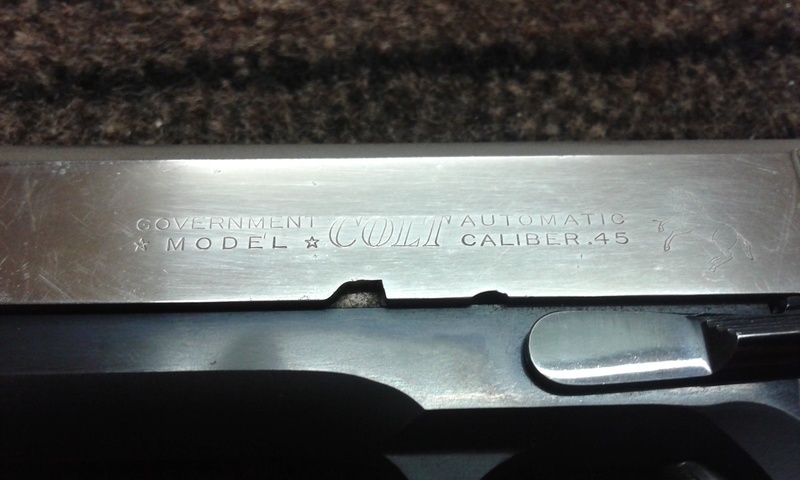 GOVERNMENT COLT AUTOMATIC
☆ MODEL ☆ CALIBER .45